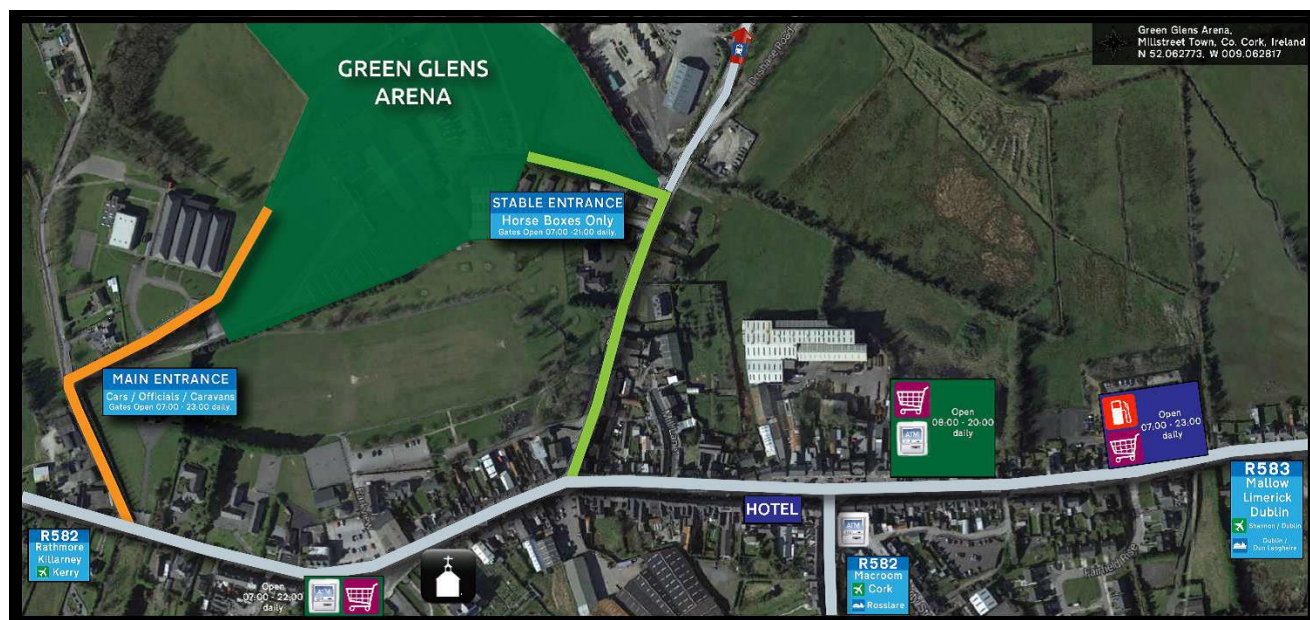 Green Glens Arena,
Millstreet Town, Co. Cork, Ireland
N 52.062773, W 009.062817
GREEN GLENS
ARENA
STABLE ENTRANCE
Horse Boxes Only
Gates Open 07:00 -21:00 daily.
MAIN ENTRANCE
Cars / Officials / Caravans
Gates Open 07:00 - 23:00 daily.
ATM
Open
08:00 - 20:00
daily
Open
07:00 - 23:00
daily
HOTEL
R583
Mallow
Limerick
Dublin
Shannon / Dublin
Dublin /
Dun Laoghaire
R582
Rathmore
Killarney
Kerry
Open
07:00 - 22:00
daily
ATM
ATM
R582
Macroom
Cork
Rosslare